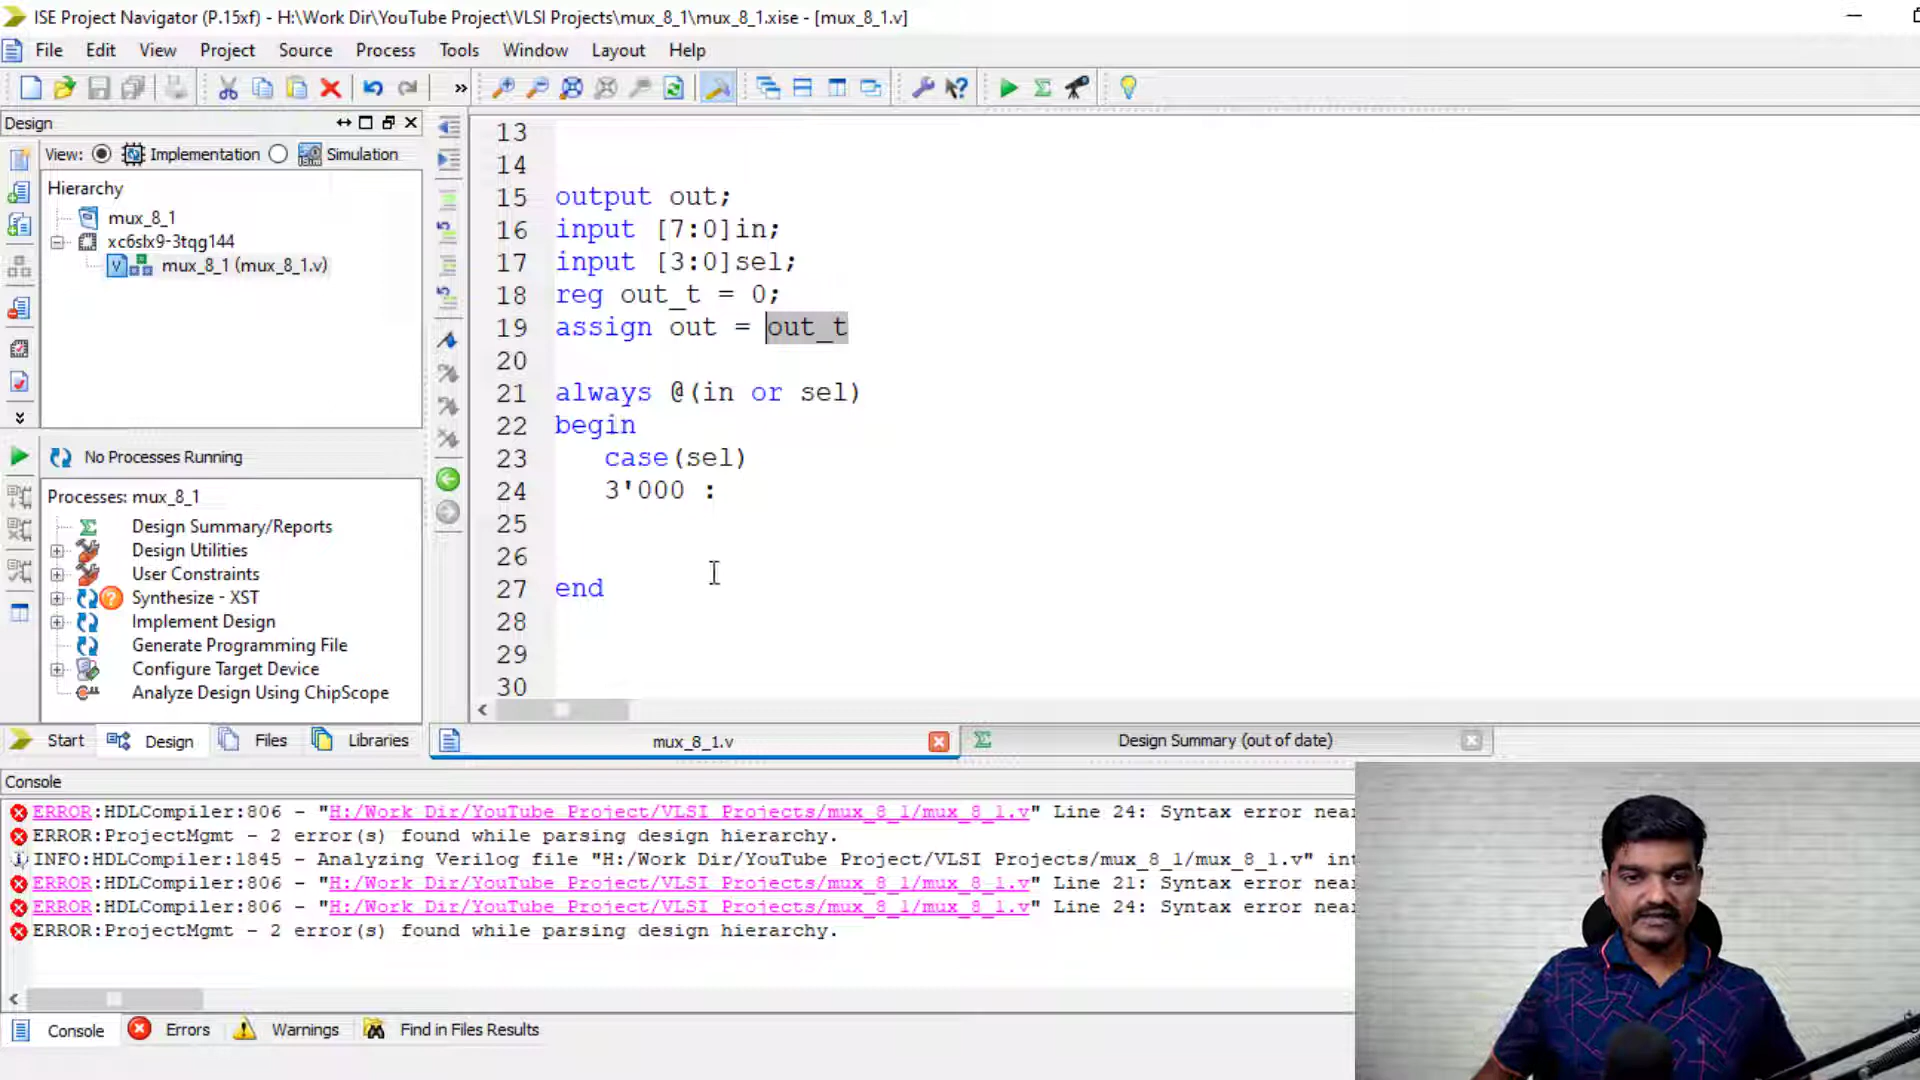 ISE Project Navigator (P.15xf) - H:\Work Dir\YouTube Project\VLSI Projects\mux_8_1\mux_8_1.xise - [mux_8_1.v]
File Edit View Project Source Process Tools Window Layout Help
»
Design
View: Implementation Simulation
Hierarchy
mux_8_1
xc6slx9-3tqg144
mux_8_1 (mux_8_1.v)
No Processes Running
Processes: mux_8_1
Design Summary/Reports
Design Utilities
User Constraints
Synthesize - XST
Implement Design
Generate Programming File
Configure Target Device
Analyze Design Using ChipScope
Start Design Files Libraries
13
14
15 output out;
16 input [7:0]in;
17 input [3:0]sel;
18 reg out_t = 0;
19 assign out = out_t
20
21 always @(in or sel)
22 begin
23 case(sel)
24 3'000 :
25
26
27 end
28
29
30
mux_8_1.v Design Summary (out of date)
Console
ERROR:HDLCompiler:806 - "H:/Work Dir/YouTube Project/VLSI Projects/mux_8_1/mux_8_1.v" Line 24: Syntax error near
ERROR:ProjectMgmt - 2 error(s) found while parsing design hierarchy.
INFO:HDLCompiler:1845 - Analyzing Verilog file "H:/Work Dir/YouTube Project/VLSI Projects/mux_8_1/mux_8_1.v" int
ERROR:HDLCompiler:806 - "H:/Work Dir/YouTube Project/VLSI Projects/mux_8_1/mux_8_1.v" Line 21: Syntax error near
ERROR:HDLCompiler:806 - "H:/Work Dir/YouTube Project/VLSI Projects/mux_8_1/mux_8_1.v" Line 24: Syntax error near
ERROR:ProjectMgmt - 2 error(s) found while parsing design hierarchy.
Console Errors Warnings Find in Files Results